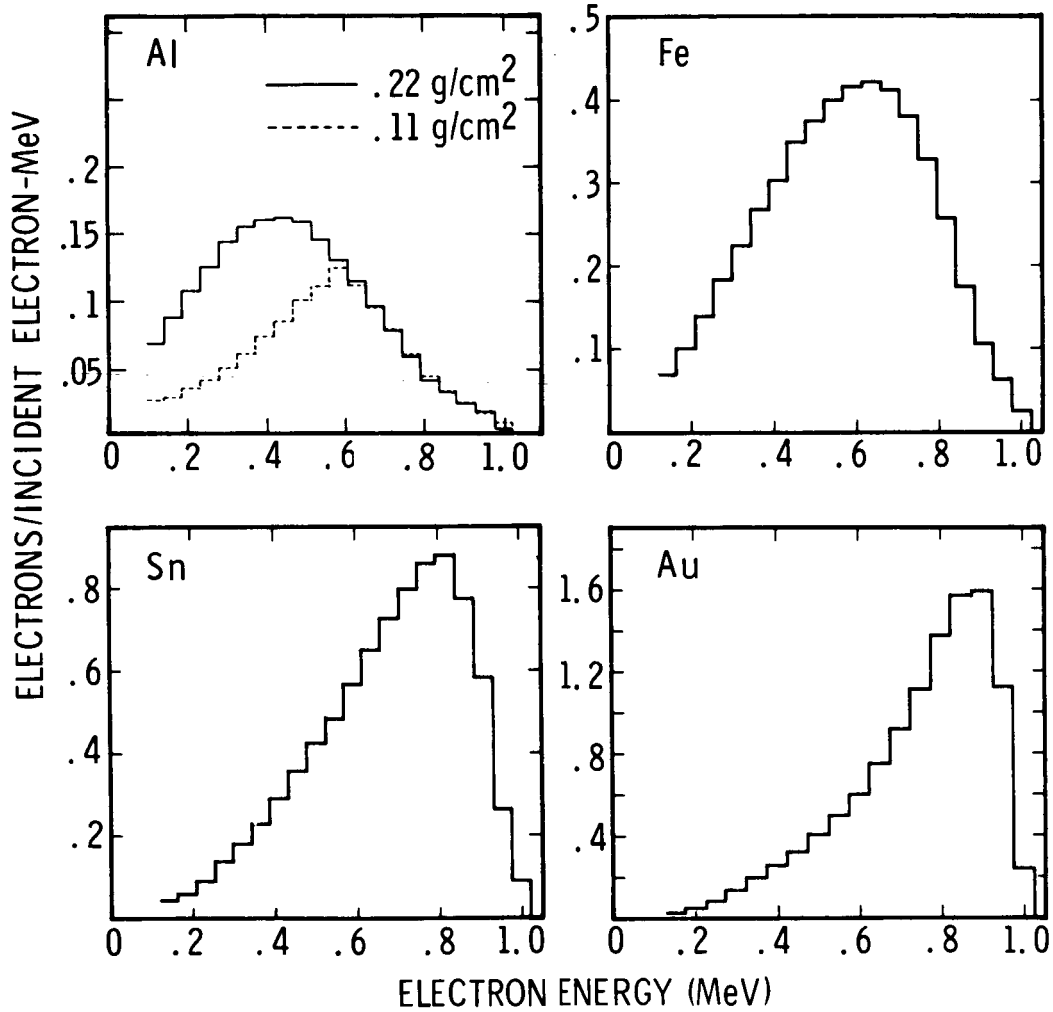 ELECTRONS/INCIDENT ELECTRON-MeV
Al
.22 g/cm²
.11 g/cm²
.2
.15
.1
.05
0 .2 .4 .6 .8 1.0
Fe
.5
.4
.3
.2
.1
0 .2 .4 .6 .8 1.0
Sn
.8
.6
.4
.2
0 .2 .4 .6 .8 1.0
Au
1.6
1.2
.8
.4
0 .2 .4 .6 .8 1.0
ELECTRON ENERGY (MeV)